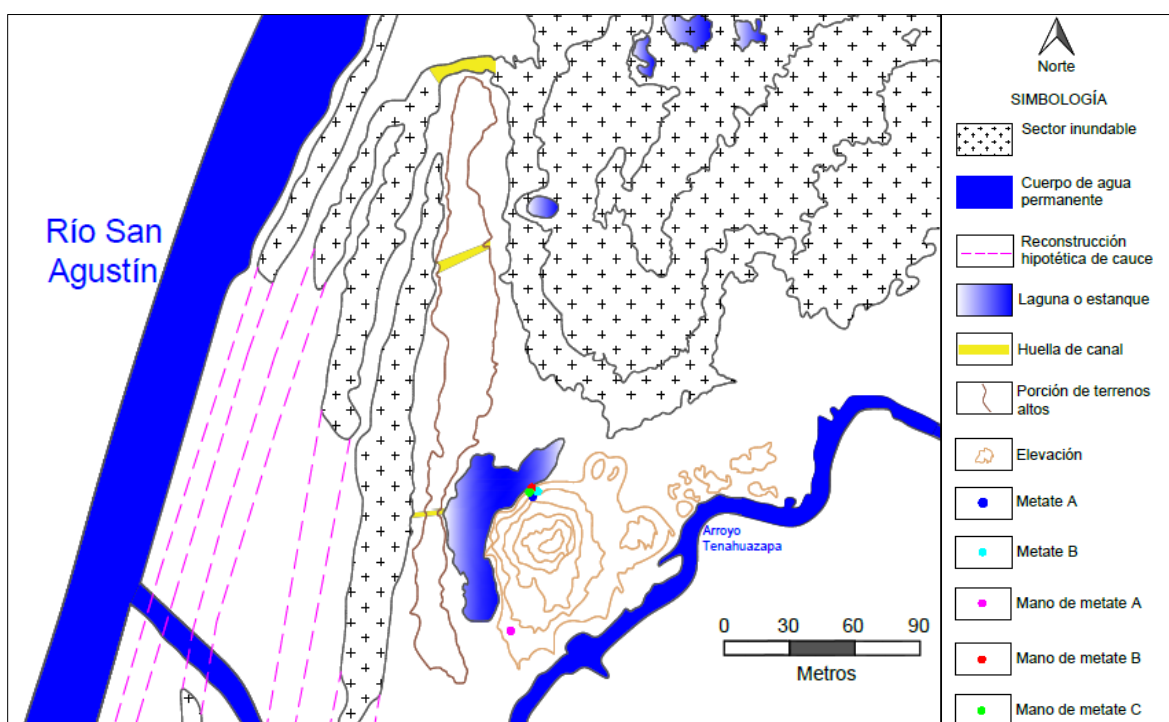 Río San
Agustín
Arroyo
Tenahuazapa
0 30 60 90
Metros
Norte
SIMBOLOGÍA
Sector inundable
Cuerpo de agua
permanente
Reconstrucción
hipotética de cauce
Laguna o estanque
Huella de canal
Porción de terrenos
altos
Elevación
Metate A
Metate B
Mano de metate A
Mano de metate B
Mano de metate C